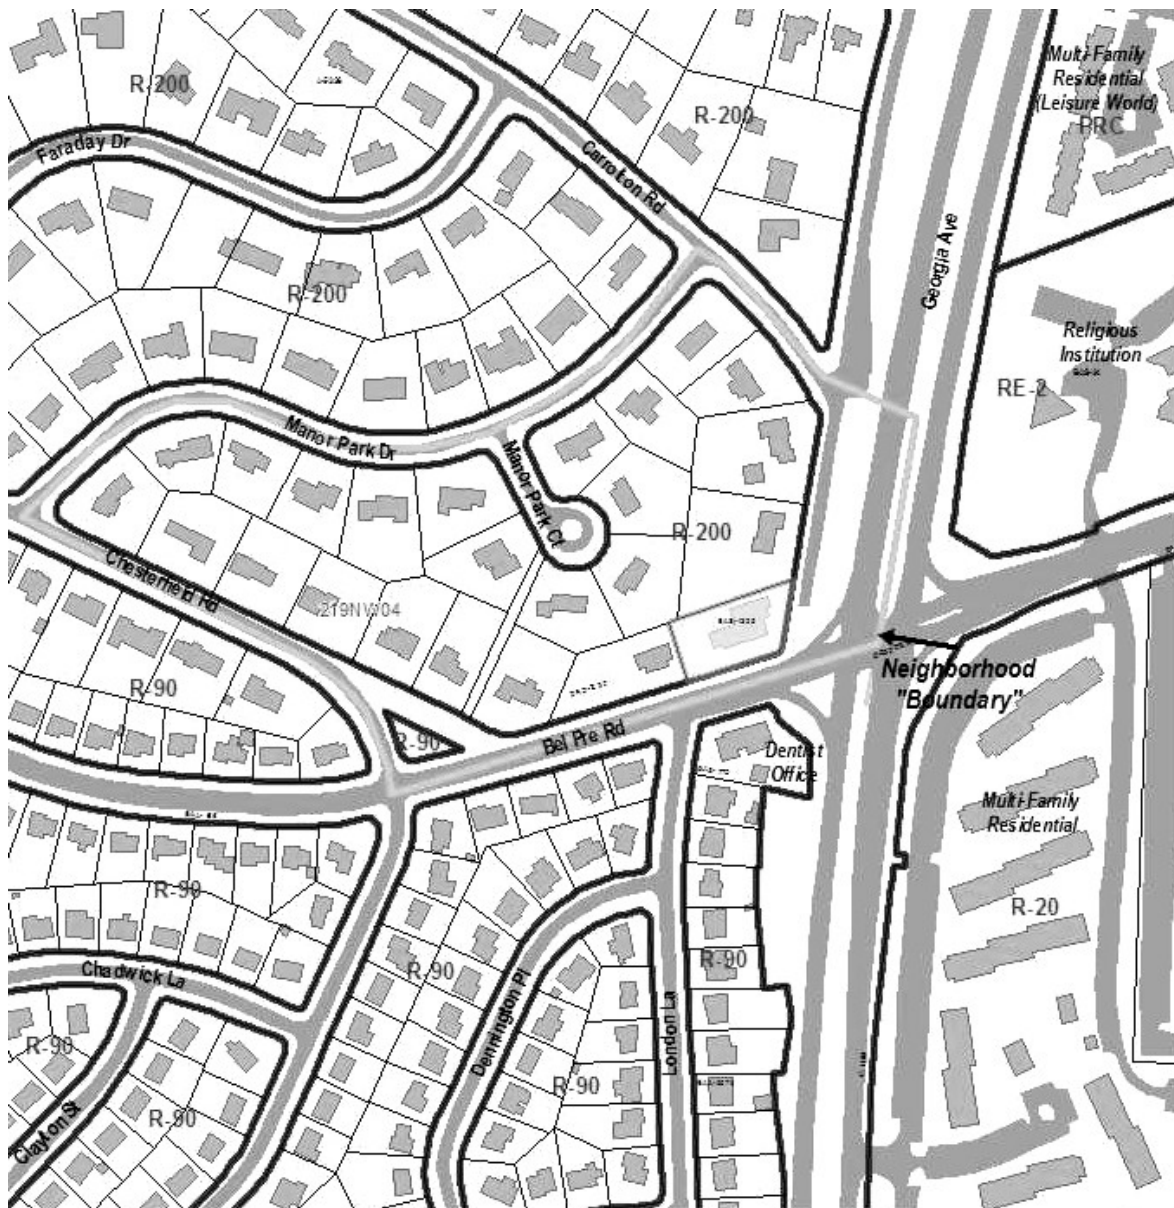 Multi-Family
Residential
(Leisure World)
PRC
R-200
R-200
Faraday Dr
Carrolton Rd
Georgia Ave
R-200
Religious
Institution
RE-2
Manor Park Dr
Manor Park Ct
R-200
Chesterfield Rd
219NW04
Neighborhood
"Boundary"
R-90
R-90
Bel Pre Rd
Dentist
Office
Multi-Family
Residential
R-90
R-20
Chadwick La
R-90
R-90
Dennington Pl
London La
R-90
R-90
R-90
Clayton St